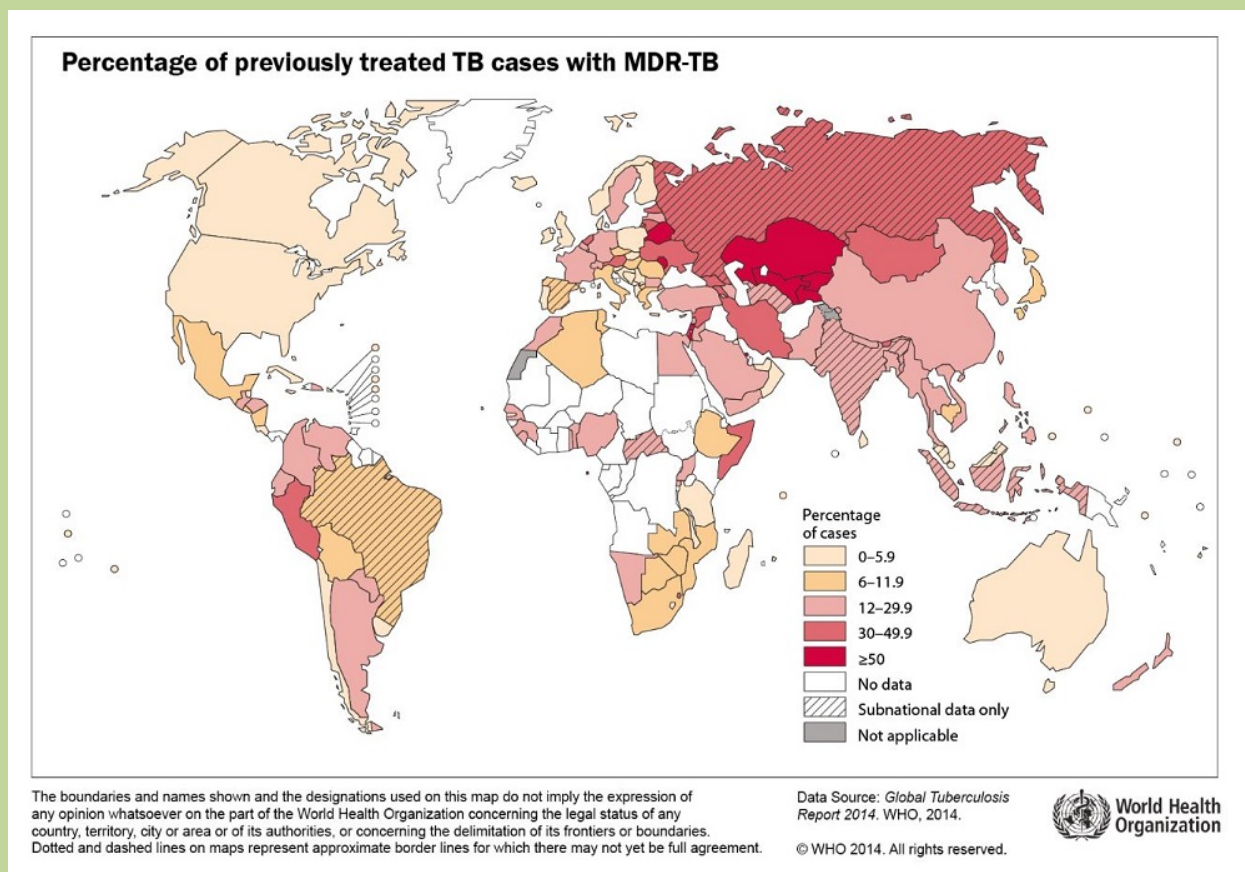 Percentage of previously treated TB cases with MDR-TB
Percentage
of cases
0–5.9
6–11.9
12–29.9
30–49.9
≥50
No data
Subnational data only
Not applicable
The boundaries and names shown and the designations used on this map do not imply the expression of
any opinion whatsoever on the part of the World Health Organization concerning the legal status of any
country, territory, city or area or of its authorities, or concerning the delimitation of its frontiers or boundaries.
Dotted and dashed lines on maps represent approximate border lines for which there may not yet be full agreement.
Data Source: Global Tuberculosis
Report 2014. WHO, 2014.
© WHO 2014. All rights reserved.
World Health
Organization